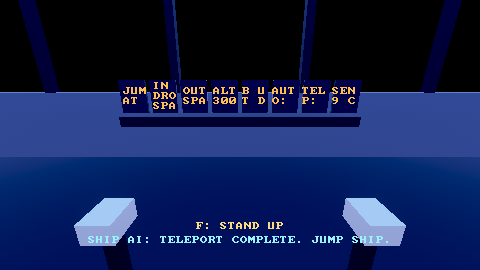 JUM AT
IN DRO SPA
OUT SPA
ALT 300
B U T D
AUT O:
TEL P:
SEN 9 C
F: STAND UP
SHIP AI: TELEPORT COMPLETE. JUMP SHIP.